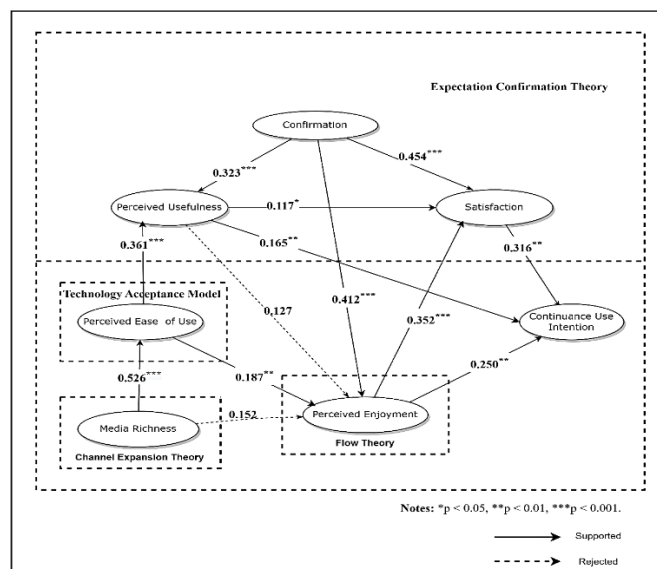 Expectation Confirmation Theory
Confirmation
0.323***
0.454***
Perceived Usefulness
0.117*
Satisfaction
0.361***
0.165**
0.316**
Technology Acceptance Model
Perceived Ease of Use
0,127
0.412***
0.352***
Continuance Use
Intention
0.526***
0.187**
0.250**
Media Richness
0.152
Perceived Enjoyment
Channel Expansion Theory
Flow Theory
Notes: *p < 0.05, **p < 0.01, ***p < 0.001.
Supported
Rejected